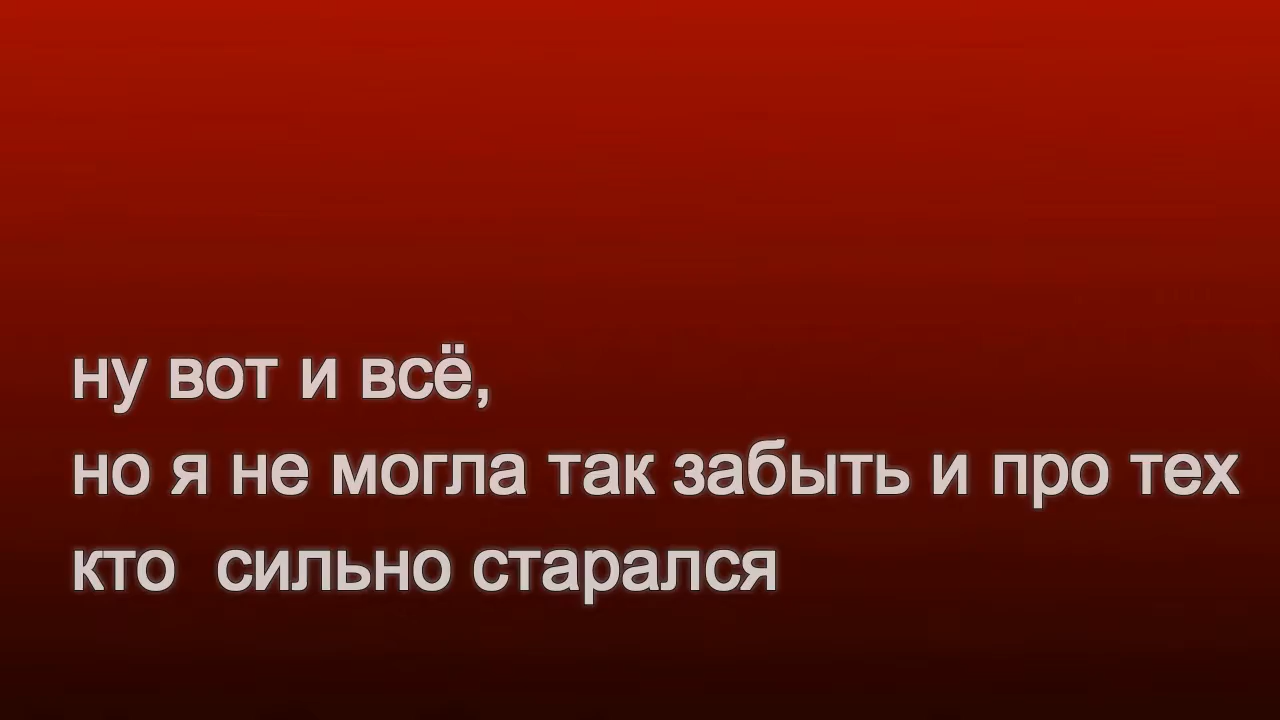 ну вот и всё,
но я не могла так забыть и про тех
кто  сильно старался